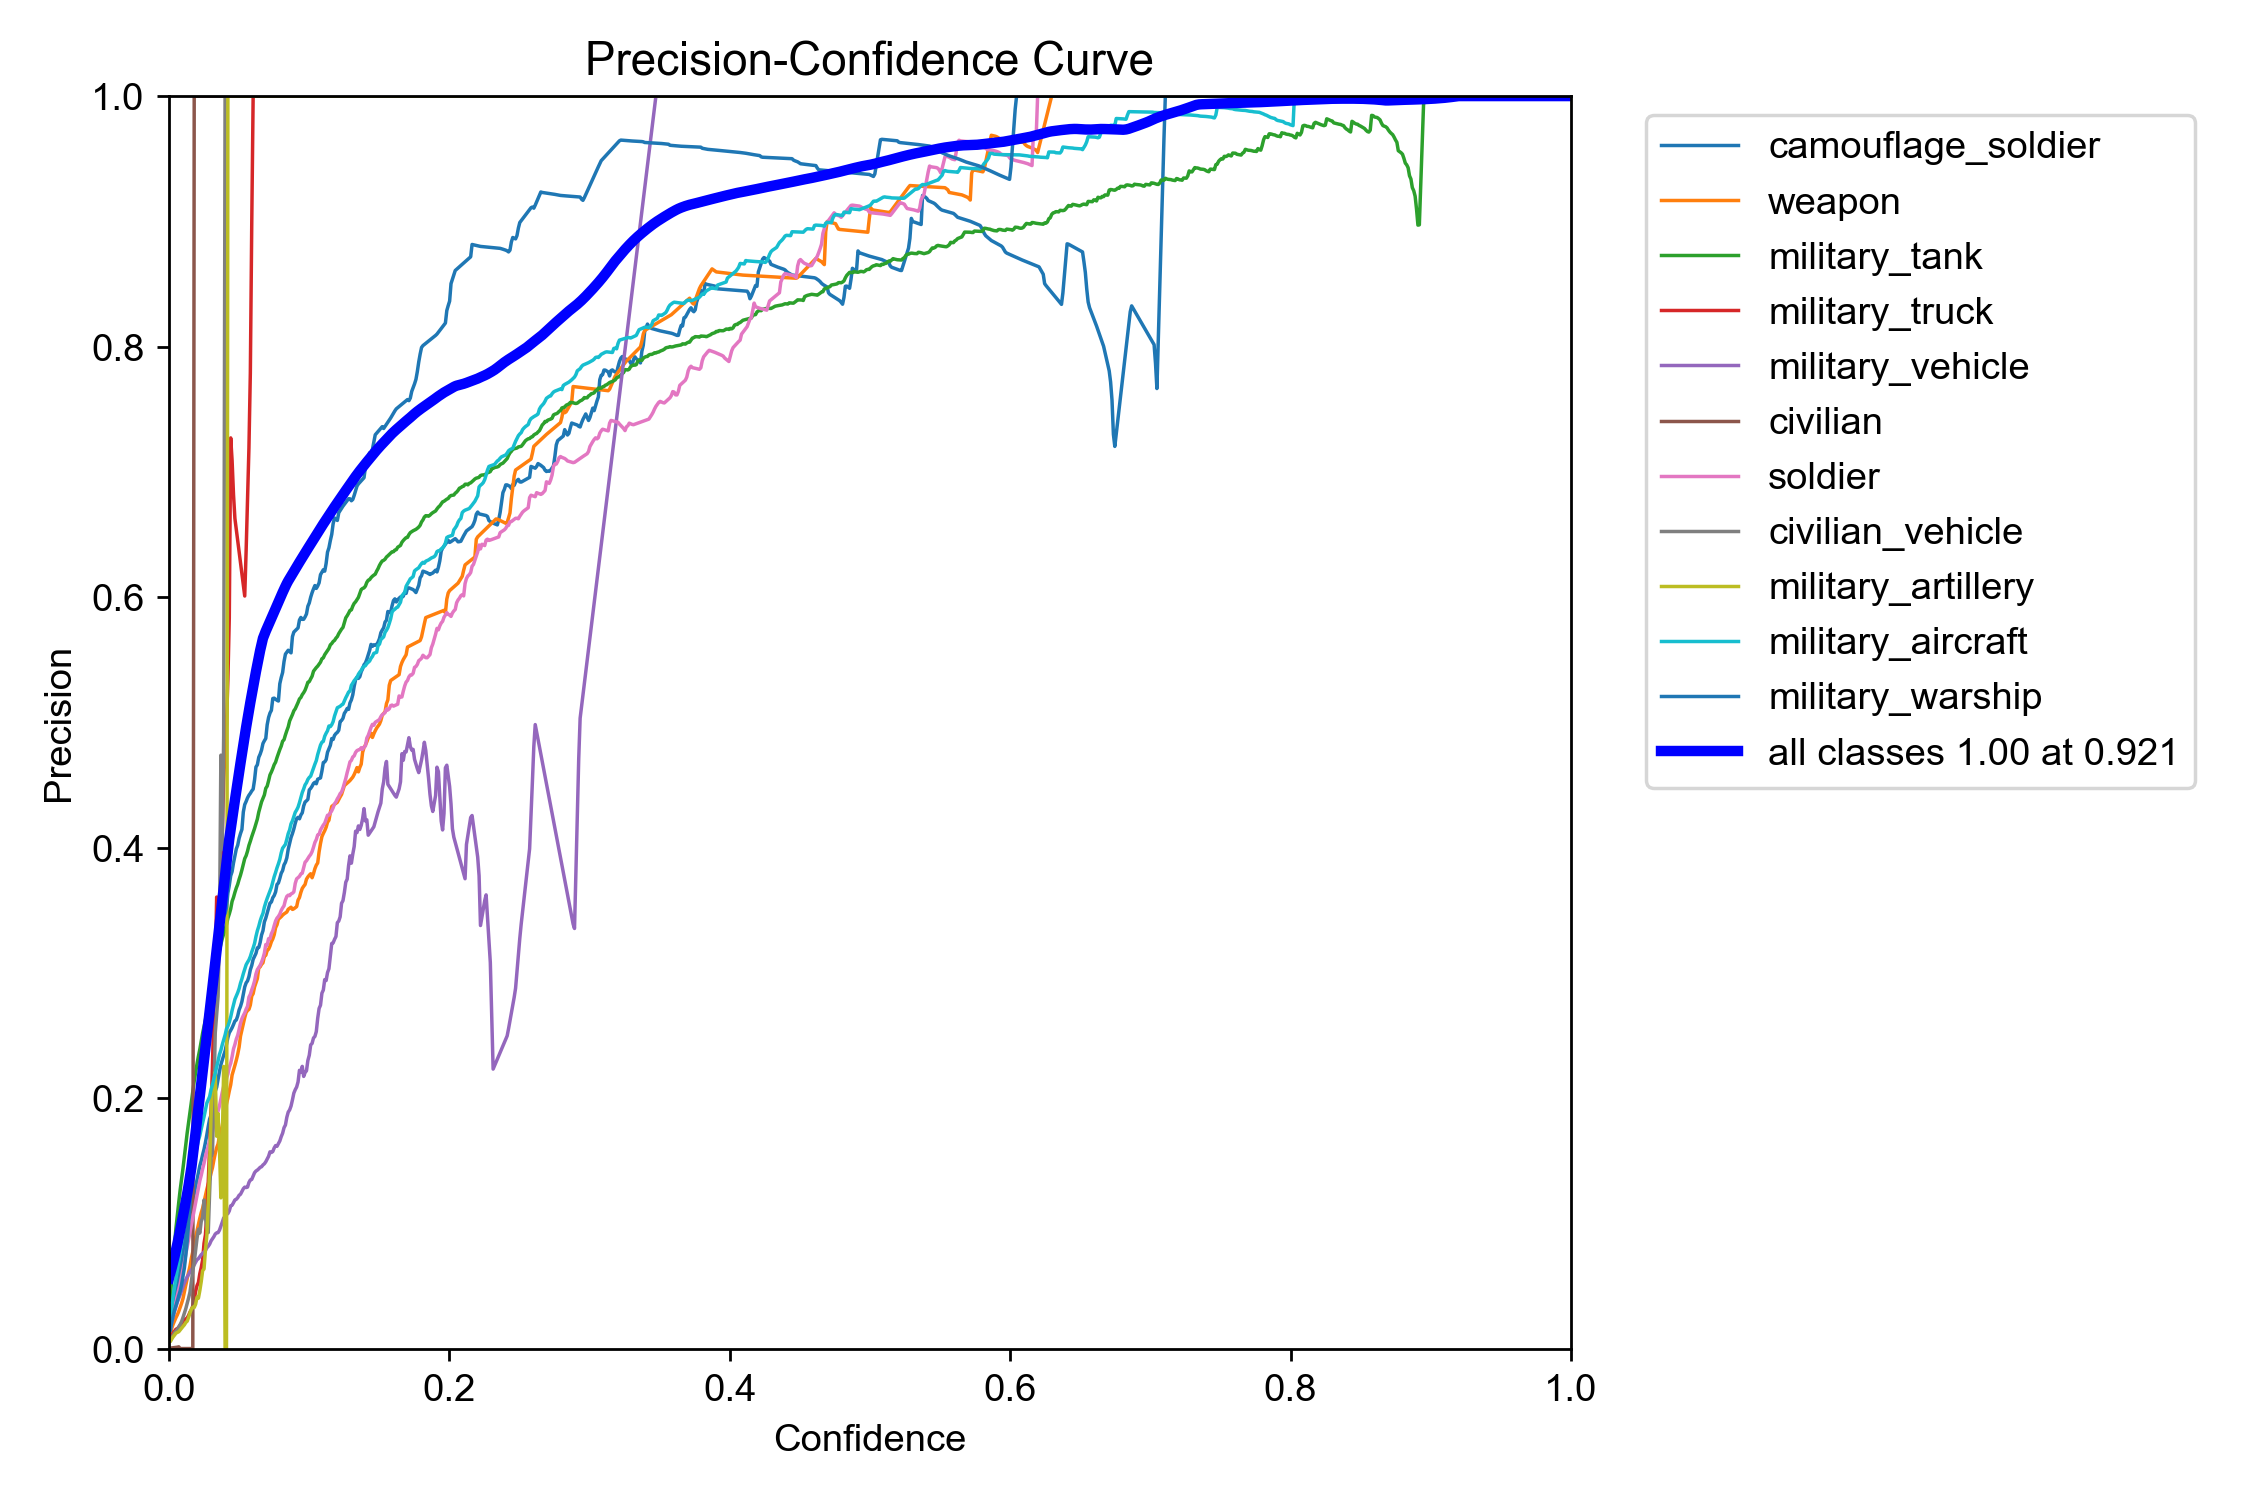 Precision-Confidence Curve
1.0
0.8
0.6
0.4
0.2
0.0
Precision
0.0 0.2 0.4 0.6 0.8 1.0
Confidence
camouflage_soldier
weapon
military_tank
military_truck
military_vehicle
civilian
soldier
civilian_vehicle
military_artillery
military_aircraft
military_warship
all classes 1.00 at 0.921